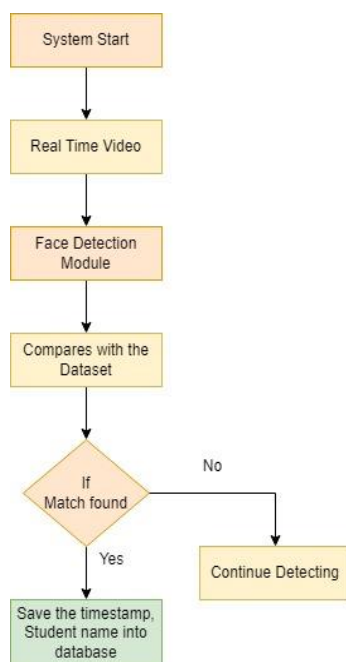 System Start
Real Time Video
Face Detection
Module
Compares with the
Dataset
If
Match found
No
Yes
Continue Detecting
Save the timestamp,
Student name into
database